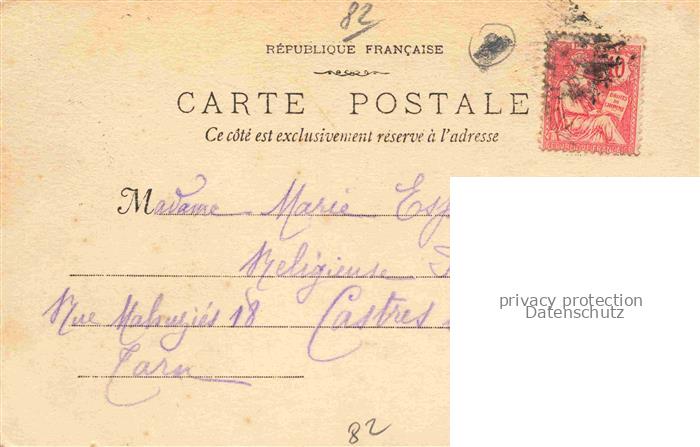 82
RÉPUBLIQUE FRANÇAISE
CARTE POSTALE
Ce côté est exclusivement réservé à l'adresse
Madame Marie
Religieuse
Rue 18 Castres
Tarn
privacy protection
Datenschutz
82